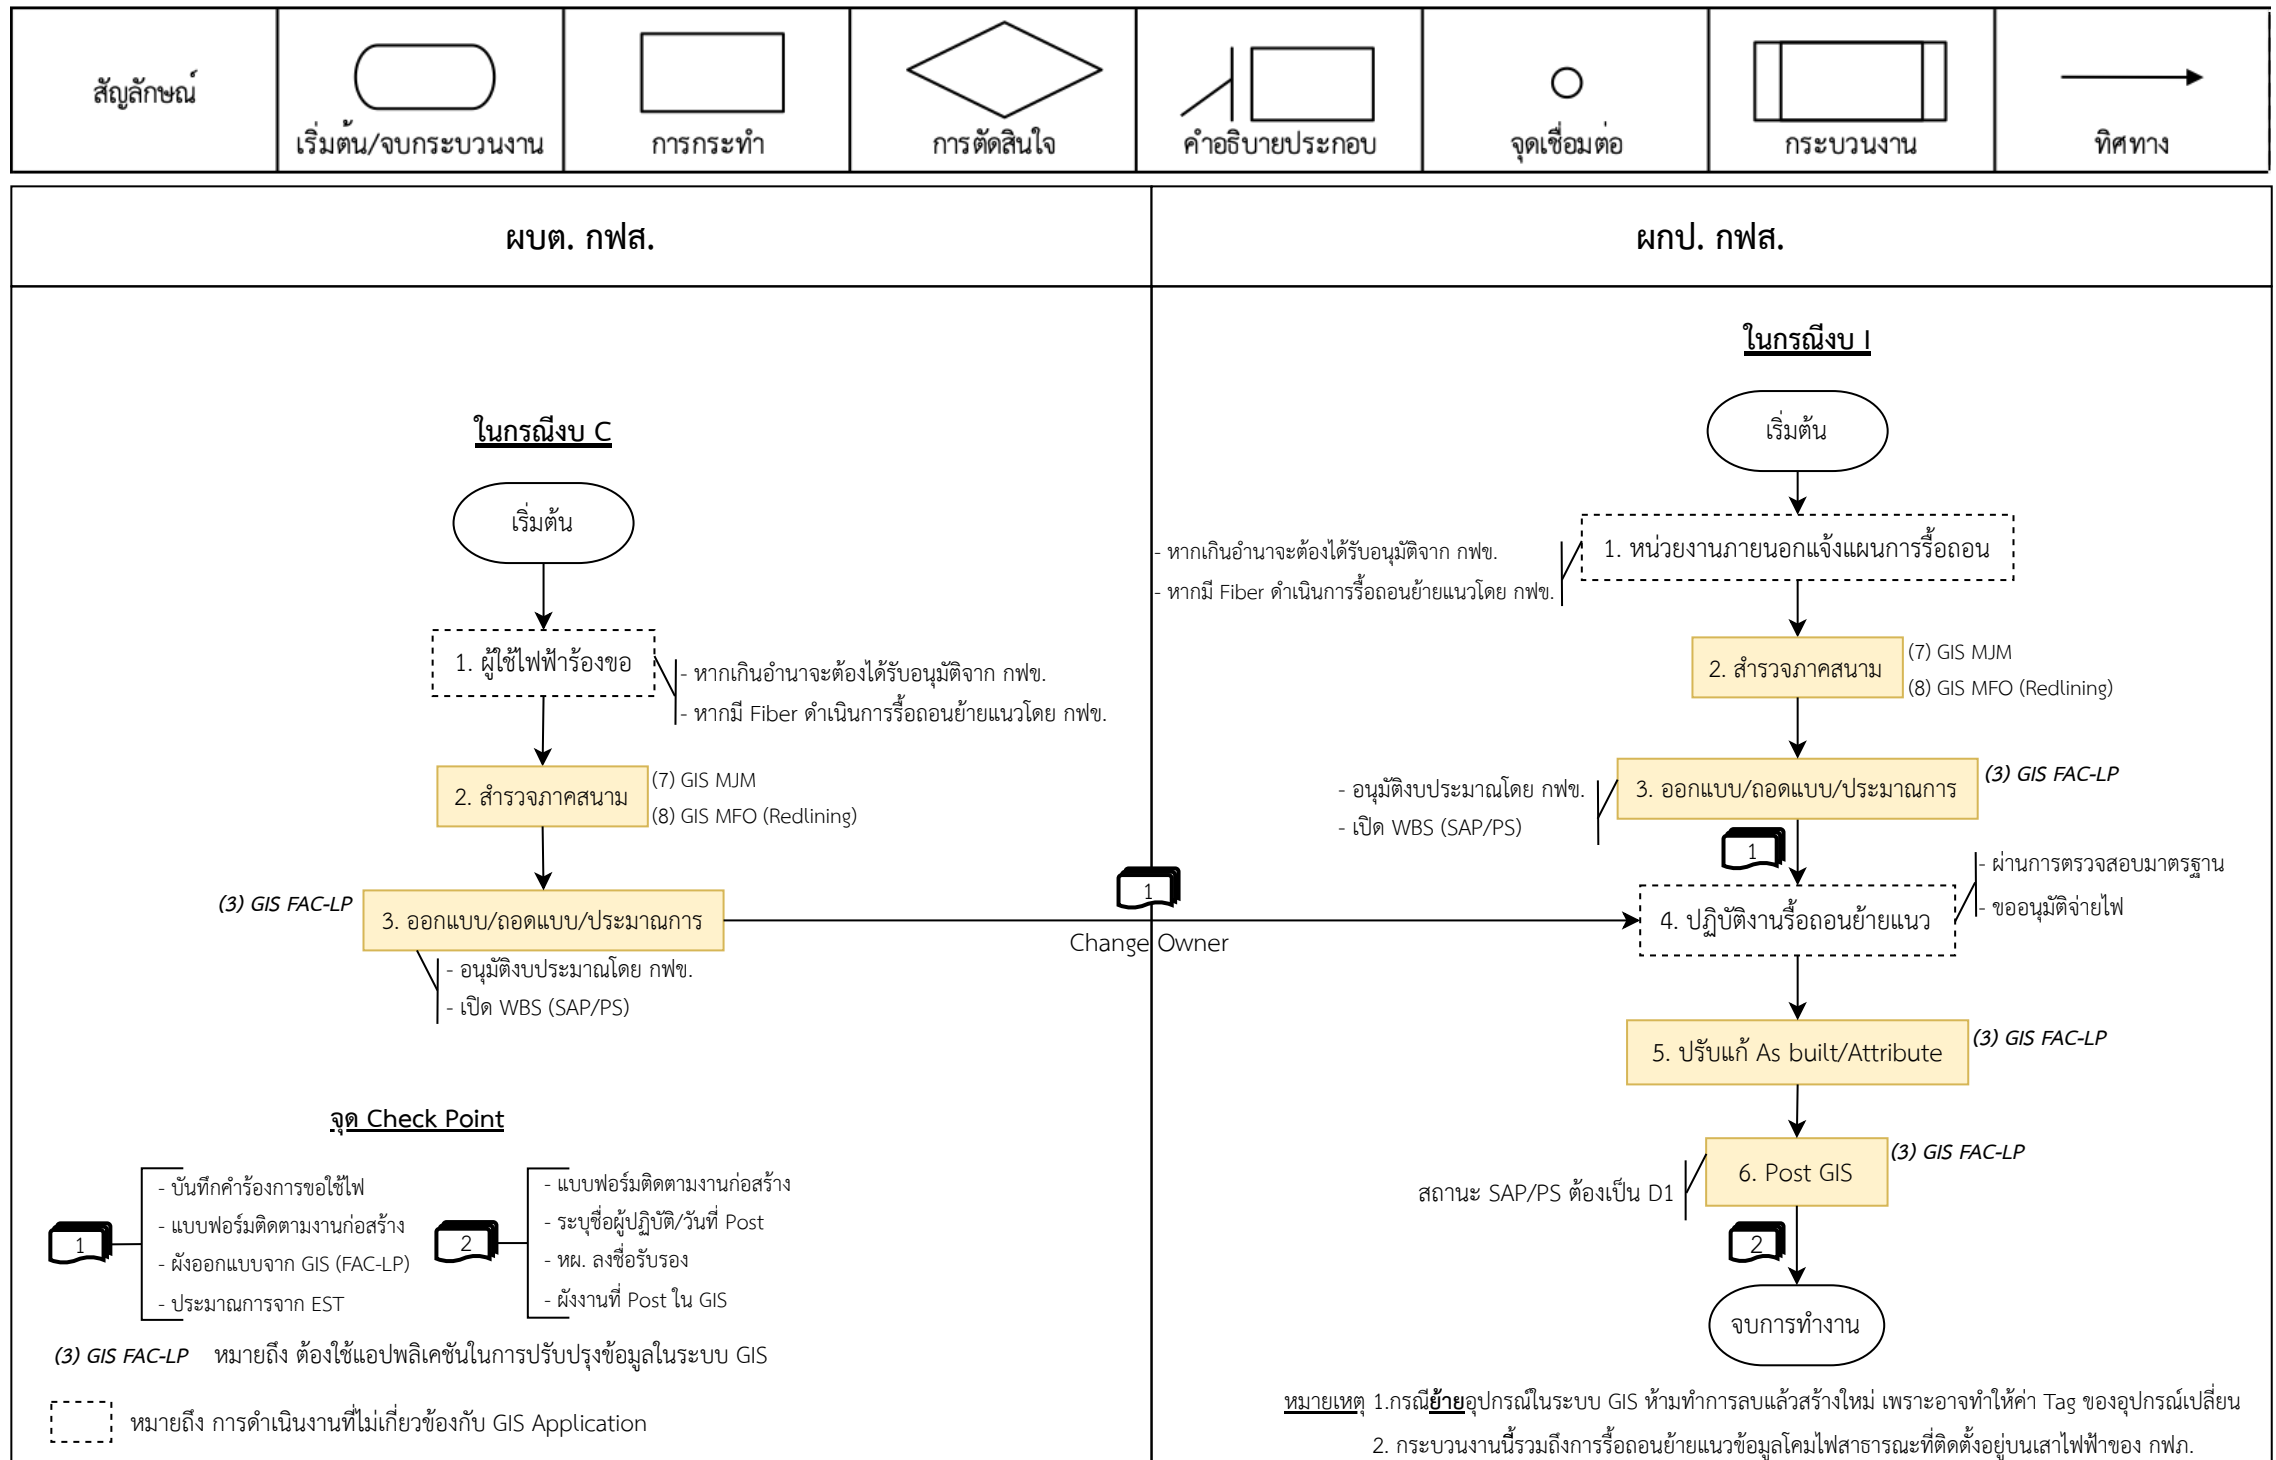 สัญลักษณ์
เริ่มต้น/จบกระบวนงาน
การกระทำ
การตัดสินใจ
คำอธิบายประกอบ
จุดเชื่อมต่อ
กระบวนงาน
ทิศทาง
ผบต. กฟส.
ผกป. กฟส.
ในกรณีงบ C
เริ่มต้น
1. ผู้ใช้ไฟฟ้าร้องขอ
- หากเกินอำนาจะต้องได้รับอนุมัติจาก กฟข.
- หากมี Fiber ดำเนินการรื้อถอนย้ายแนวโดย กฟข.
2. สำรวจภาคสนาม
(7) GIS MJM
(8) GIS MFO (Redlining)
(3) GIS FAC-LP
3. ออกแบบ/ถอดแบบ/ประมาณการ
- อนุมัติงบประมาณโดย กฟข.
- เปิด WBS (SAP/PS)
1
Change Owner
ในกรณีงบ I
เริ่มต้น
- หากเกินอำนาจะต้องได้รับอนุมัติจาก กฟข.
- หากมี Fiber ดำเนินการรื้อถอนย้ายแนวโดย กฟข.
1. หน่วยงานภายนอกแจ้งแผนการรื้อถอน
2. สำรวจภาคสนาม
(7) GIS MJM
(8) GIS MFO (Redlining)
- อนุมัติงบประมาณโดย กฟข.
- เปิด WBS (SAP/PS)
3. ออกแบบ/ถอดแบบ/ประมาณการ
(3) GIS FAC-LP
1
- ผ่านการตรวจสอบมาตรฐาน
- ขออนุมัติจ่ายไฟ
4. ปฏิบัติงานรื้อถอนย้ายแนว
5. ปรับแก้ As built/Attribute
(3) GIS FAC-LP
6. Post GIS
(3) GIS FAC-LP
สถานะ SAP/PS ต้องเป็น D1
2
จบการทำงาน
จุด Check Point
1
- บันทึกคำร้องการขอใช้ไฟ
- แบบฟอร์มติดตามงานก่อสร้าง
- ผังออกแบบจาก GIS (FAC-LP)
- ประมาณการจาก EST
2
- แบบฟอร์มติดตามงานก่อสร้าง
- ระบุชื่อผู้ปฏิบัติ/วันที่ Post
- หผ. ลงชื่อรับรอง
- ผังงานที่ Post ใน GIS
(3) GIS FAC-LP หมายถึง ต้องใช้แอปพลิเคชันในการปรับปรุงข้อมูลในระบบ GIS
หมายถึง การดำเนินงานที่ไม่เกี่ยวข้องกับ GIS Application
หมายเหตุ 1.กรณีย้ายอุปกรณ์ในระบบ GIS ห้ามทำการลบแล้วสร้างใหม่ เพราะอาจทำให้ค่า Tag ของอุปกรณ์เปลี่ยน
2. กระบวนงานนี้รวมถึงการรื้อถอนย้ายแนวข้อมูลโคมไฟสาธารณะที่ติดตั้งอยู่บนเสาไฟฟ้าของ กฟภ.